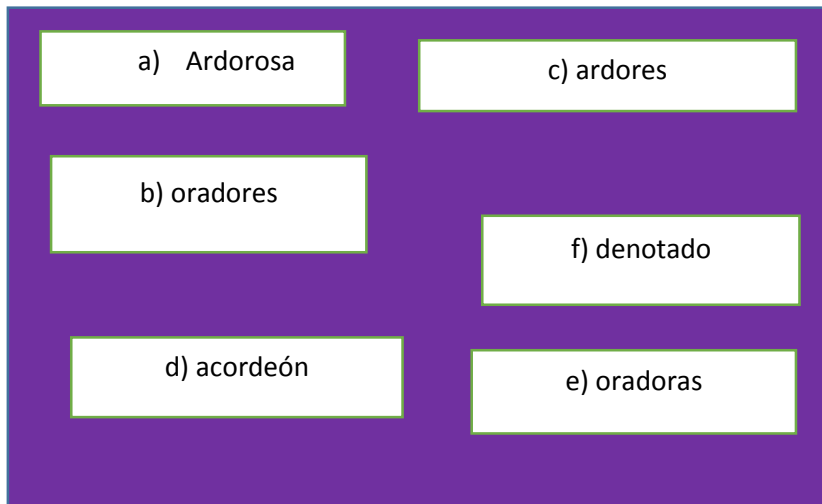 a) Ardorosa
c) ardores
b) oradores
f) denotado
d) acordeón
e) oradoras